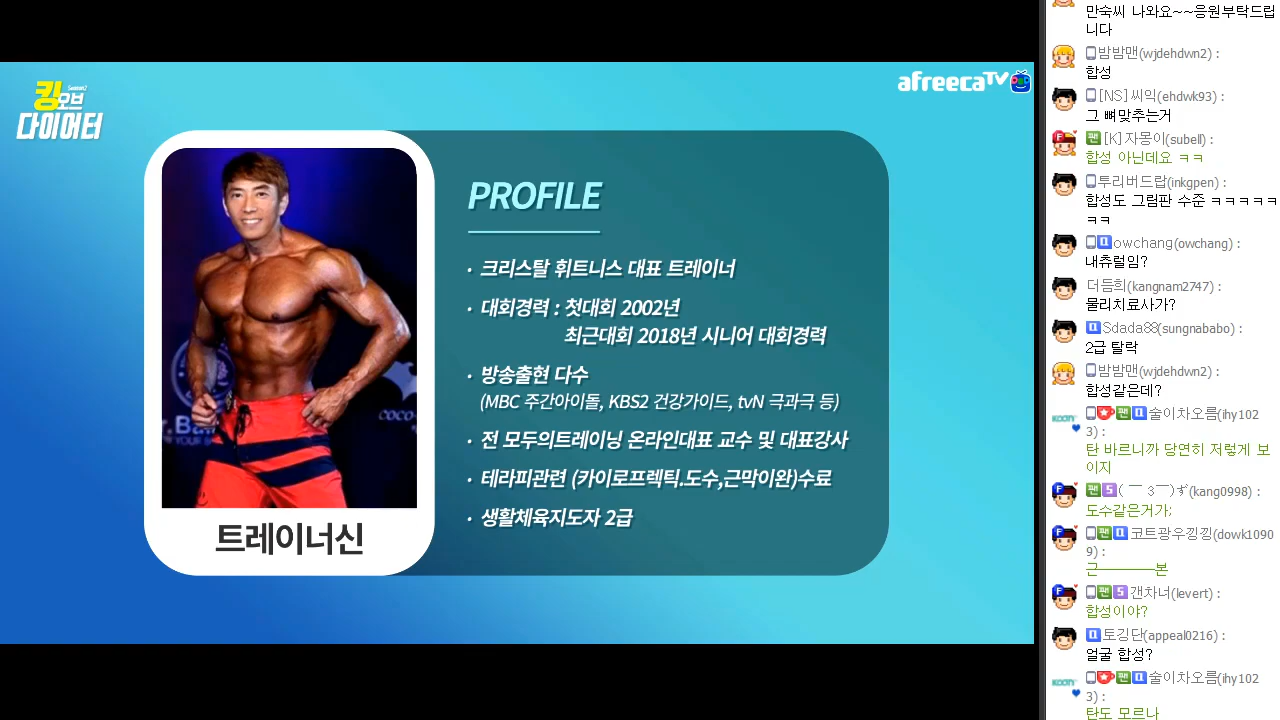 킹오브
Season2
다이어터
afreecaTV
PROFILE
· 크리스탈 휘트니스 대표 트레이너
· 대회경력 : 첫대회 2002년
최근대회 2018년 시니어 대회경력
· 방송출현 다수
(MBC 주간아이돌, KBS2 건강가이드, tvN 극과극 등)
· 전 모두의트레이닝 온라인대표 교수 및 대표강사
· 테라피관련 (카이로프렉틱.도수,근막이완)수료
· 생활체육지도자 2급
트레이너신
만숙씨 나와요~~응원부탁드립
니다
밤밤맨(wjdehdwn2) :
합성
[NS]씨익(ehdwk93) :
그 뼈맞추는거
팬 [K]자몽이(subell) :
합성 아닌데요 ㅋㅋ
투리버드랍(inkgpen) :
합성도 그림판 수준 ㅋㅋㅋㅋㅋ
ㅋㅋ
owchang(owchang) :
내츄럴임?
더듬희(kangnam2747) :
물리치료사가?
Sdada88(sungnababo) :
2급 탈락
밤밤맨(wjdehdwn2) :
합성같은데?
팬 술이차오름(ihy102
3) :
탄 바르니까 당연히 저렇게 보
이지
팬 S (￣ 3￣)ず(kang0998) :
도수같은거가;
팬 코트광우낑낑(dowk1090
9) :
근─────본
팬 S 갠차너(levert) :
합성이야?
토깅단(appeal0216) :
얼굴 합성?
팬 술이차오름(ihy102
3) :
탄도 모르나